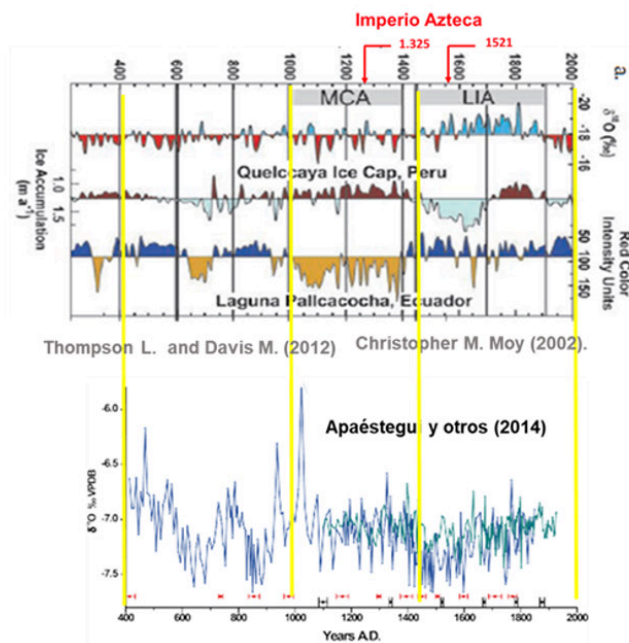 Imperio Azteca
1.325
1521
a.
400
600
800
1000
1200
1400
1600
1800
2000
MCA
LIA
-20
-18
-16
δ¹⁸O (‰)
Quelccaya Ice Cap, Peru
1.0
1.5
Ice Accumulation
(m a⁻¹)
50
100
150
Red Color
Intensity Units
Laguna Pallcacocha, Ecuador
Thompson L. and Davis M. (2012)
Christopher M. Moy (2002).
Apaéstegui y otros (2014)
-6.0
-6.5
-7.0
-7.5
δ¹⁸O ‰ VPDB
400
600
800
1000
1200
1400
1600
1800
2000
Years A.D.